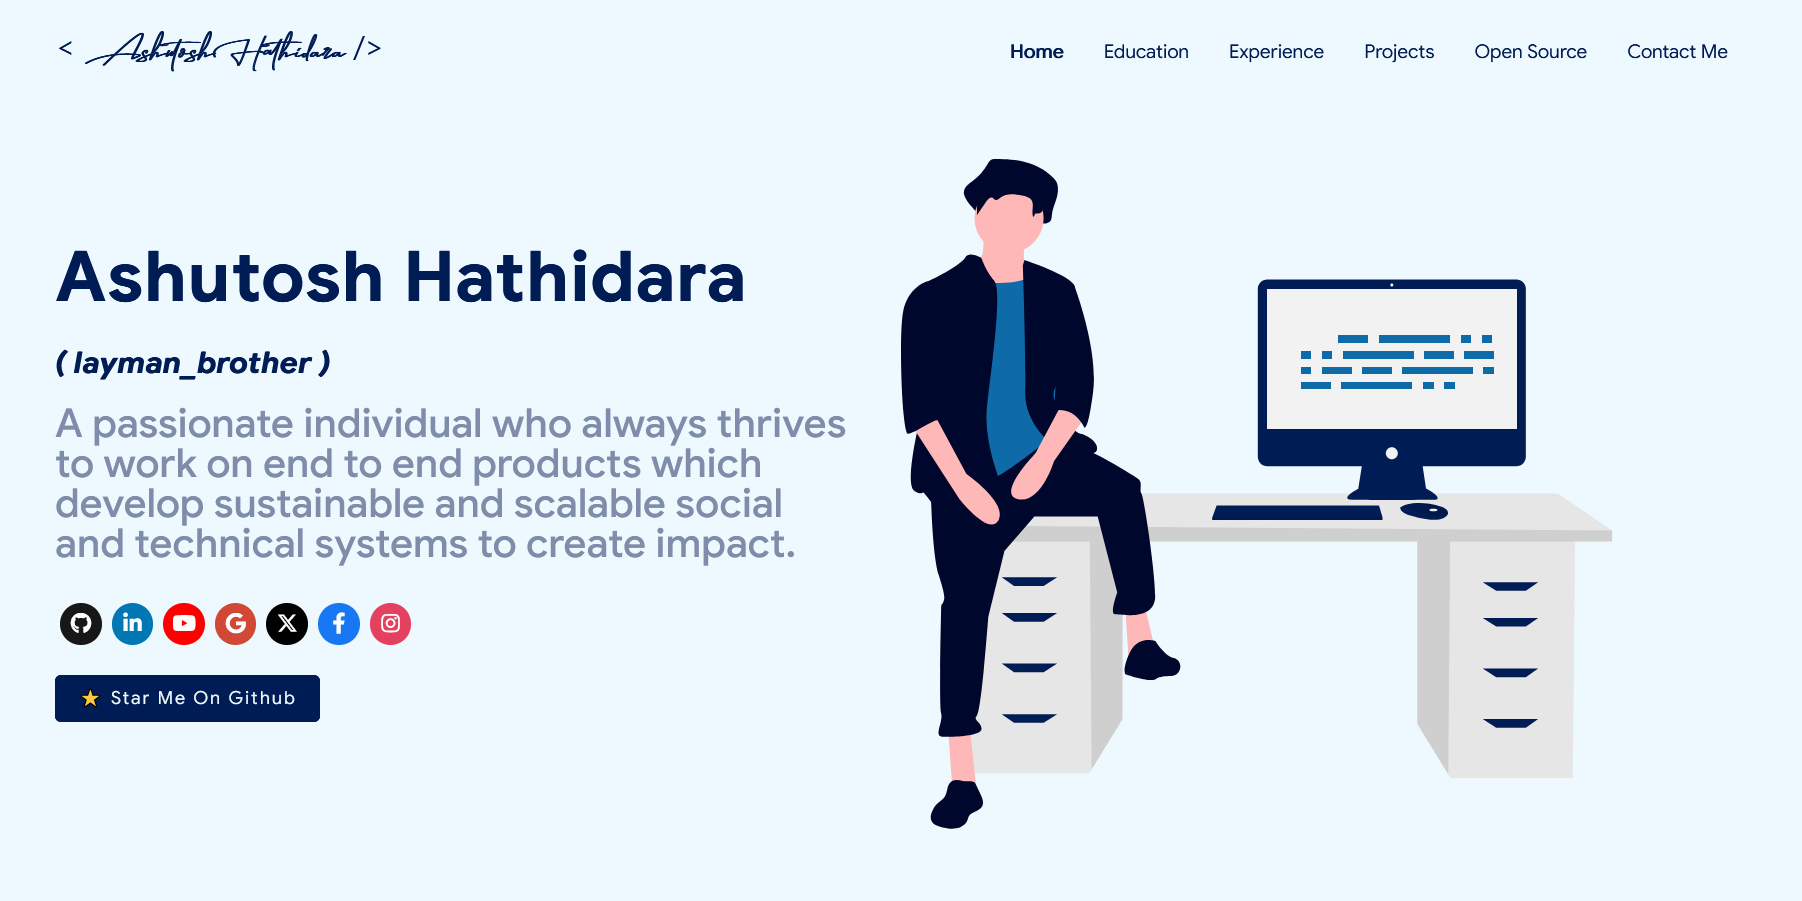 < Ashutosh Hathidara />
Home Education Experience Projects Open Source Contact Me
Ashutosh Hathidara
( layman_brother )
A passionate individual who always thrives
to work on end to end products which
develop sustainable and scalable social
and technical systems to create impact.
Star Me On Github